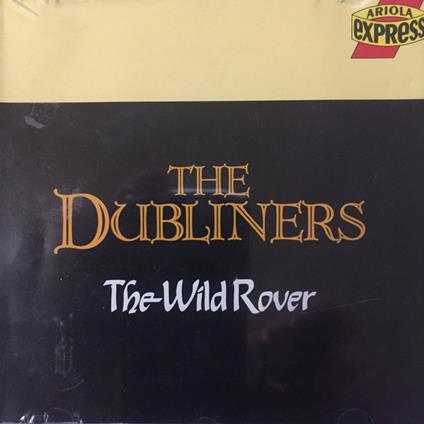 ARIOLA
express
THE
DUBLINERS
The Wild Rover